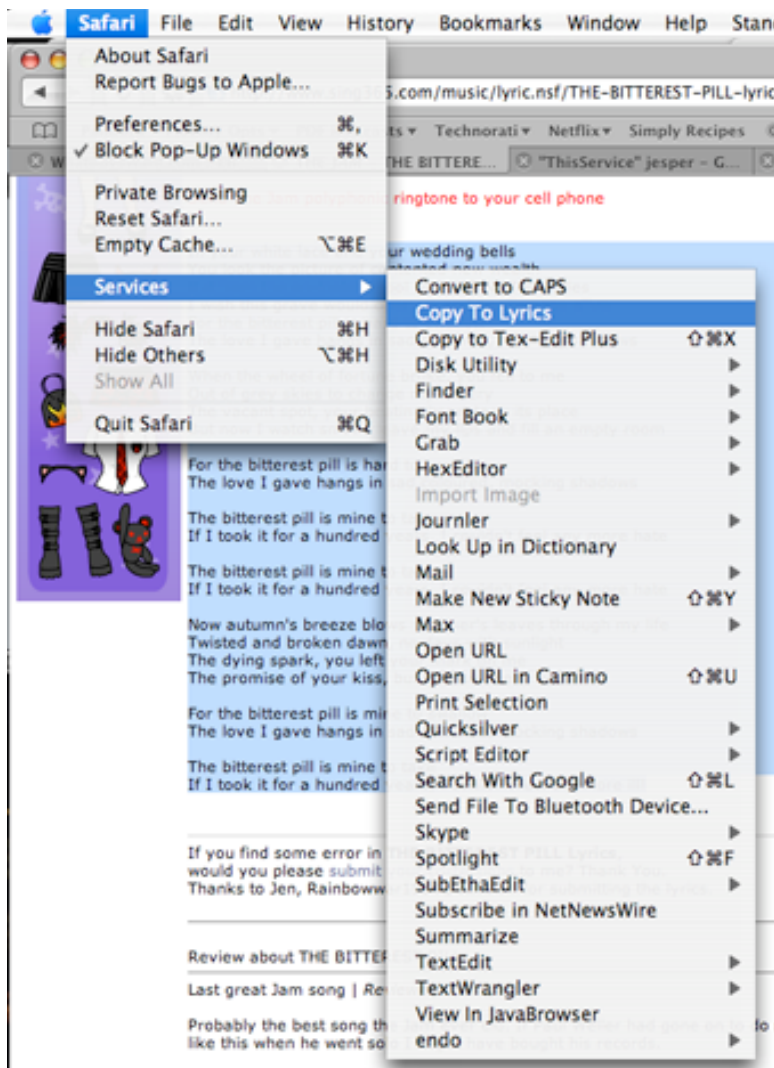 Safari File Edit View History Bookmarks Window Help Stan
About Safari
Report Bugs to Apple...
Preferences... ⌘,
✓ Block Pop-Up Windows ⌘K
Private Browsing
Reset Safari...
Empty Cache... ⌥⌘E
Services ▶
Hide Safari ⌘H
Hide Others ⌥⌘H
Show All
Quit Safari ⌘Q
.com/music/lyric.nsf/THE-BITTEREST-PILL-lyric
ts ▾ Technorati ▾ Netflix ▾ Simply Recipes
W
THE BITTERE... "ThisService" jesper - G...
ringtone to your cell phone
ur wedding bells
Convert to CAPS
Copy To Lyrics
Copy to Tex-Edit Plus ⇧⌘X
Disk Utility ▶
Finder ▶
Font Book ▶
Grab ▶
HexEditor ▶
Import Image
Journler ▶
Look Up in Dictionary
Mail ▶
Make New Sticky Note ⇧⌘Y
Max ▶
Open URL
Open URL in Camino ⇧⌘U
Print Selection
Quicksilver ▶
Script Editor ▶
Search With Google ⇧⌘L
Send File To Bluetooth Device...
Skype ▶
Spotlight ⇧⌘F
SubEthaEdit ▶
Subscribe in NetNewsWire
Summarize
TextEdit ▶
TextWrangler ▶
View In JavaBrowser
endo ▶
For the bitterest pill is ha
The love I gave hangs in
The bitterest pill is mine t
If I took it for a hundred
The bitterest pill is mine t
If I took it for a hundred
Now autumn's breeze blo
Twisted and broken dawn
The dying spark, you left
The promise of your kiss,
For the bitterest pill is mi
The love I gave hangs in
The bitterest pill is mine t
If I took it for a hundred
If you find some error in
would you please submit
Thanks to Jen, Rainboww
Review about THE BITTER
Last great Jam song | Re
Probably the best song th do
like this when he went so